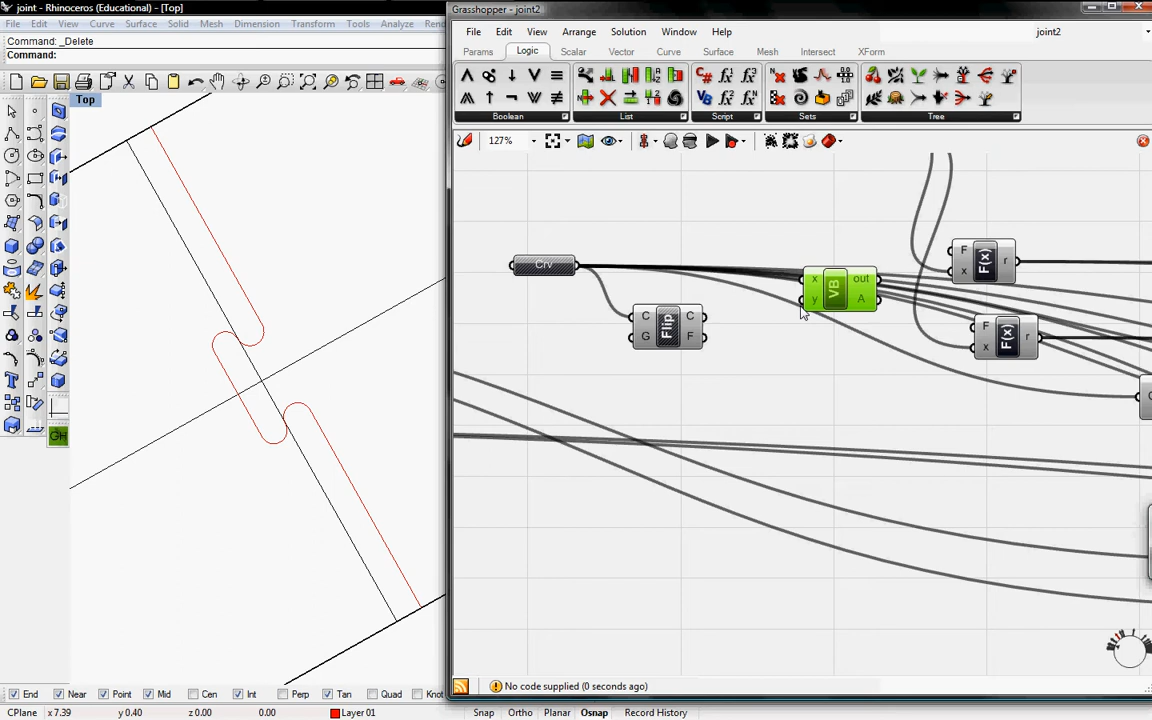 joint - Rhinoceros (Educational) - [Top]
File Edit View Curve Surface Solid Mesh Dimension Transform Tools Analyze Ren
Command: _Delete
Command:
Top
Grasshopper - joint2
File Edit View Arrange Solution Window Help joint2
Params Logic Scalar Vector Curve Surface Mesh Intersect XForm
Boolean List Script Sets Tree
127%
Crv
C G Flip C F
x y VB out A
F x F(x) r
F x F(x) r
C
GH
No code supplied (0 seconds ago)
End Near Point Mid Cen Int Perp Tan Quad Knot
CPlane x 7.39 y 0.40 z 0.00 0.00 Layer 01 Snap Ortho Planar Osnap Record History